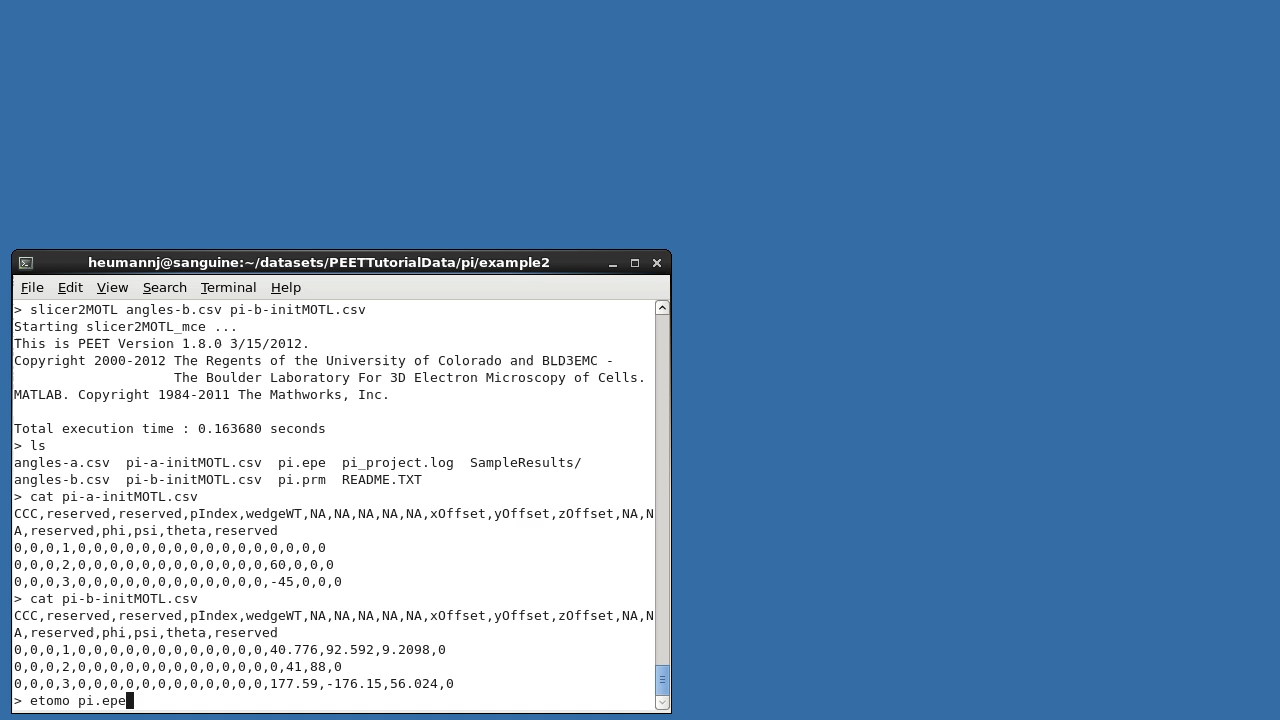 heumannj@sanguine:~/datasets/PEETTutorialData/pi/example2
File Edit View Search Terminal Help
> slicer2MOTL angles-b.csv pi-b-initMOTL.csv
Starting slicer2MOTL_mce ...
This is PEET Version 1.8.0 3/15/2012.
Copyright 2000-2012 The Regents of the University of Colorado and BLD3EMC -
The Boulder Laboratory For 3D Electron Microscopy of Cells.
MATLAB. Copyright 1984-2011 The Mathworks, Inc.
Total execution time : 0.163680 seconds
> ls
angles-a.csv  pi-a-initMOTL.csv  pi.epe  pi_project.log  SampleResults/
angles-b.csv  pi-b-initMOTL.csv  pi.prm  README.TXT
> cat pi-a-initMOTL.csv
CCC,reserved,reserved,pIndex,wedgeWT,NA,NA,NA,NA,NA,xOffset,yOffset,zOffset,NA,N
A,reserved,phi,psi,theta,reserved
0,0,0,1,0,0,0,0,0,0,0,0,0,0,0,0,0,0,0,0
0,0,0,2,0,0,0,0,0,0,0,0,0,0,0,0,60,0,0,0
0,0,0,3,0,0,0,0,0,0,0,0,0,0,0,0,-45,0,0,0
> cat pi-b-initMOTL.csv
CCC,reserved,reserved,pIndex,wedgeWT,NA,NA,NA,NA,NA,xOffset,yOffset,zOffset,NA,N
A,reserved,phi,psi,theta,reserved
0,0,0,1,0,0,0,0,0,0,0,0,0,0,0,0,40.776,92.592,9.2098,0
0,0,0,2,0,0,0,0,0,0,0,0,0,0,0,0,0,41,88,0
0,0,0,3,0,0,0,0,0,0,0,0,0,0,0,0,177.59,-176.15,56.024,0
> etomo pi.epe